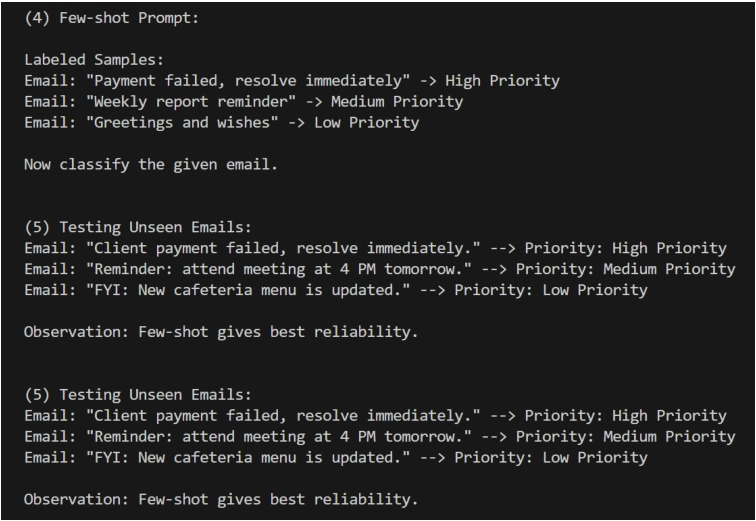 (4) Few-shot Prompt:
Labeled Samples:
Email: "Payment failed, resolve immediately" -> High Priority
Email: "Weekly report reminder" -> Medium Priority
Email: "Greetings and wishes" -> Low Priority
Now classify the given email.
(5) Testing Unseen Emails:
Email: "Client payment failed, resolve immediately." --> Priority: High Priority
Email: "Reminder: attend meeting at 4 PM tomorrow." --> Priority: Medium Priority
Email: "FYI: New cafeteria menu is updated." --> Priority: Low Priority
Observation: Few-shot gives best reliability.
(5) Testing Unseen Emails:
Email: "Client payment failed, resolve immediately." --> Priority: High Priority
Email: "Reminder: attend meeting at 4 PM tomorrow." --> Priority: Medium Priority
Email: "FYI: New cafeteria menu is updated." --> Priority: Low Priority
Observation: Few-shot gives best reliability.